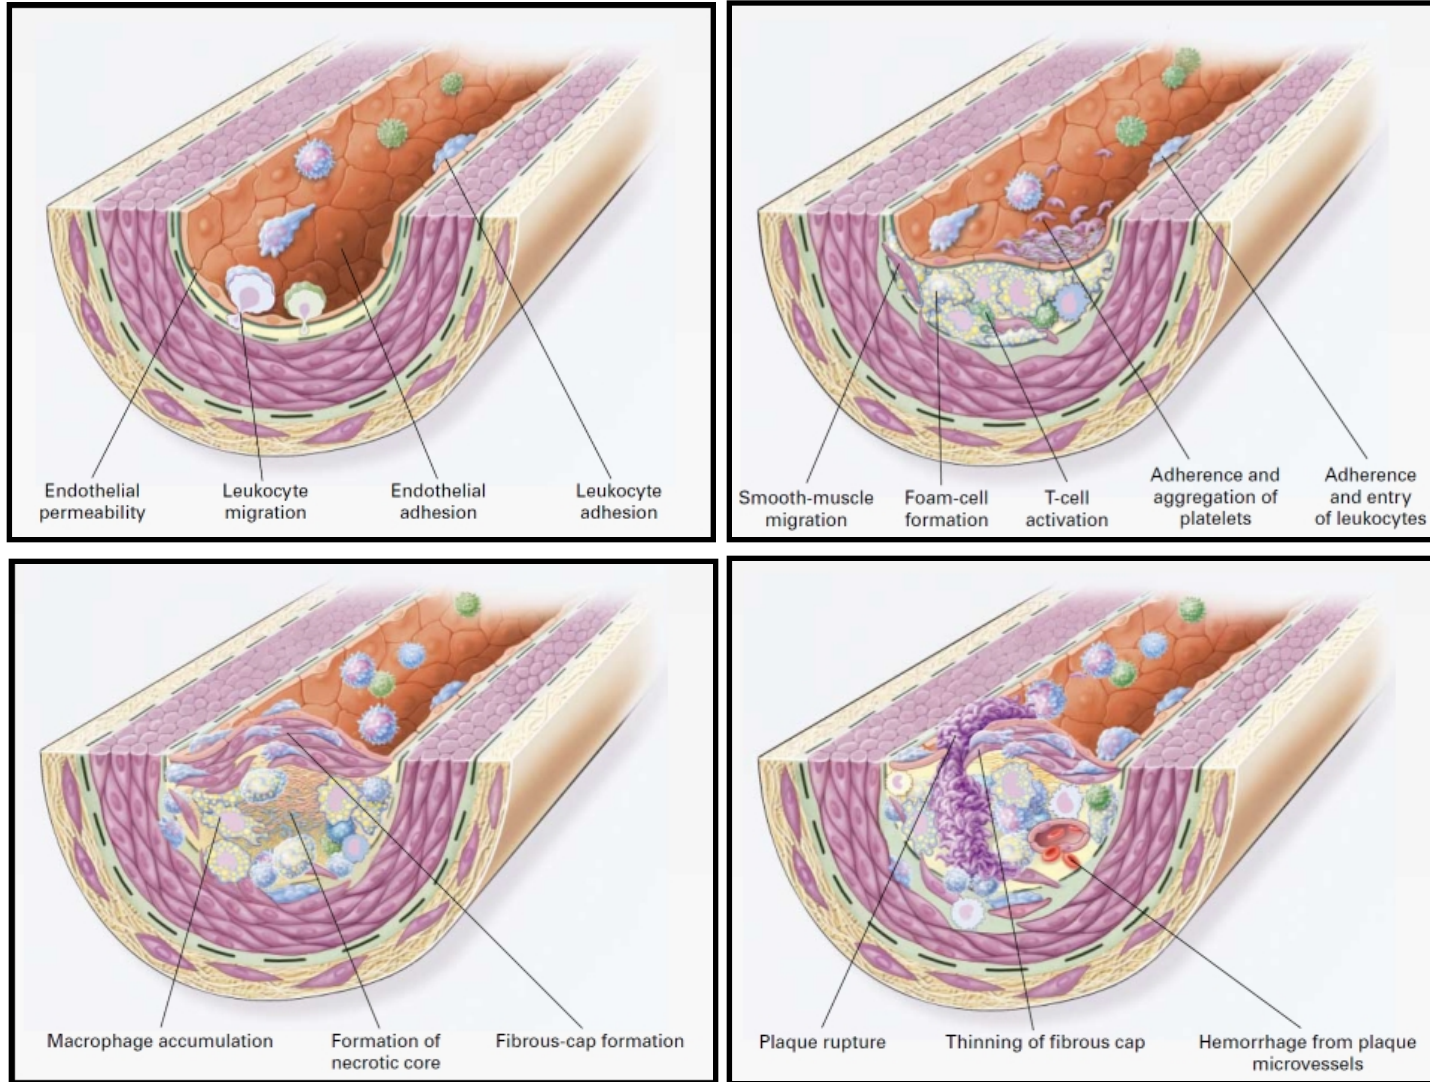 Endothelial
permeability
Leukocyte
migration
Endothelial
adhesion
Leukocyte
adhesion
Smooth-muscle
migration
Foam-cell
formation
T-cell
activation
Adherence and
aggregation of
platelets
Adherence
and entry
of leukocytes
Macrophage accumulation
Formation of
necrotic core
Fibrous-cap formation
Plaque rupture
Thinning of fibrous cap
Hemorrhage from plaque
microvessels